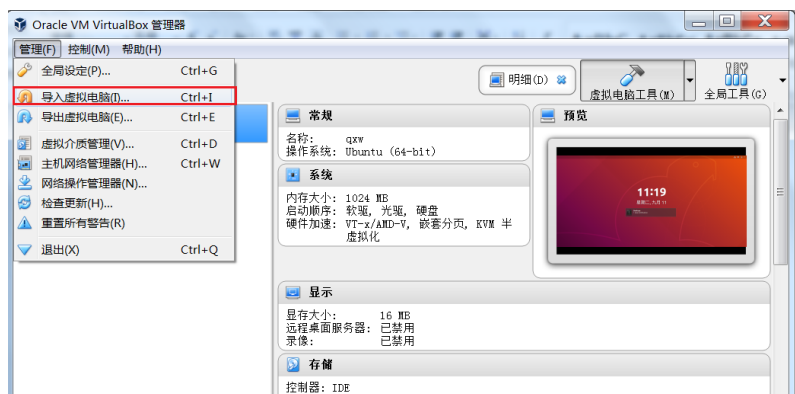 Oracle VM VirtualBox 管理器
管理(F) 控制(M) 帮助(H)
全局设定(P)... Ctrl+G
导入虚拟电脑(I)... Ctrl+I
导出虚拟电脑(E)... Ctrl+E
虚拟介质管理(V)... Ctrl+D
主机网络管理器(H)... Ctrl+W
网络操作管理器(N)...
检查更新(H)...
重置所有警告(R)
退出(X) Ctrl+Q
明细(D)
虚拟电脑工具(M)
全局工具(G)
常规
名称: qxw
操作系统: Ubuntu (64-bit)
系统
内存大小: 1024 MB
启动顺序: 软驱, 光驱, 硬盘
硬件加速: VT-x/AMD-V, 嵌套分页, KVM 半
虚拟化
预览
11:19
星期二, 九月 11
显示
显存大小: 16 MB
远程桌面服务器: 已禁用
录像: 已禁用
存储
控制器: IDE